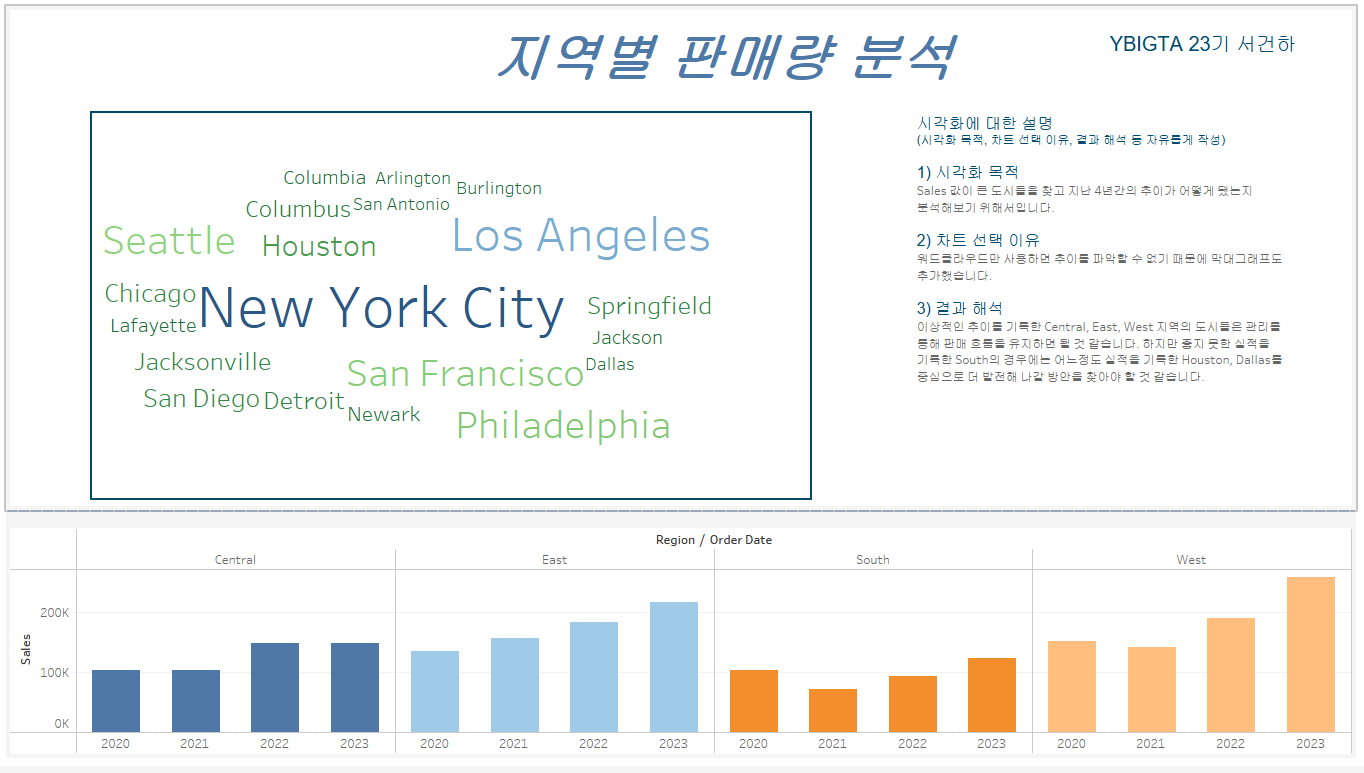 지역별 판매량 분석
YBIGTA 23기 서건하
Columbia Arlington
Burlington
Columbus San Antonio
Seattle Houston Los Angeles
Chicago New York City Springfield
Lafayette Jackson
Jacksonville San Francisco Dallas
San Diego Detroit Newark Philadelphia
시각화에 대한 설명
(시각화 목적, 차트 선택 이유, 결과 해석 등 자유롭게 작성)
1) 시각화 목적
Sales 값이 큰 도시들을 찾고 지난 4년간의 추이가 어떻게 됐는지
분석해보기 위해서입니다.
2) 차트 선택 이유
워드클라우드만 사용하면 추이를 파악할 수 없기 때문에 막대그래프도
추가했습니다.
3) 결과 해석
이상적인 추이를 기록한 Central, East, West 지역의 도시들은 관리를
통해 판매 흐름을 유지하면 될 것 같습니다. 하지만 좋지 못한 실적을
기록한 South의 경우에는 어느정도 실적을 기록한 Houston, Dallas를
중심으로 더 발전해 나갈 방안을 찾아야 할 것 같습니다.
Region / Order Date
Central East South West
Sales
200K
100K
0K
2020 2021 2022 2023 2020 2021 2022 2023 2020 2021 2022 2023 2020 2021 2022 2023